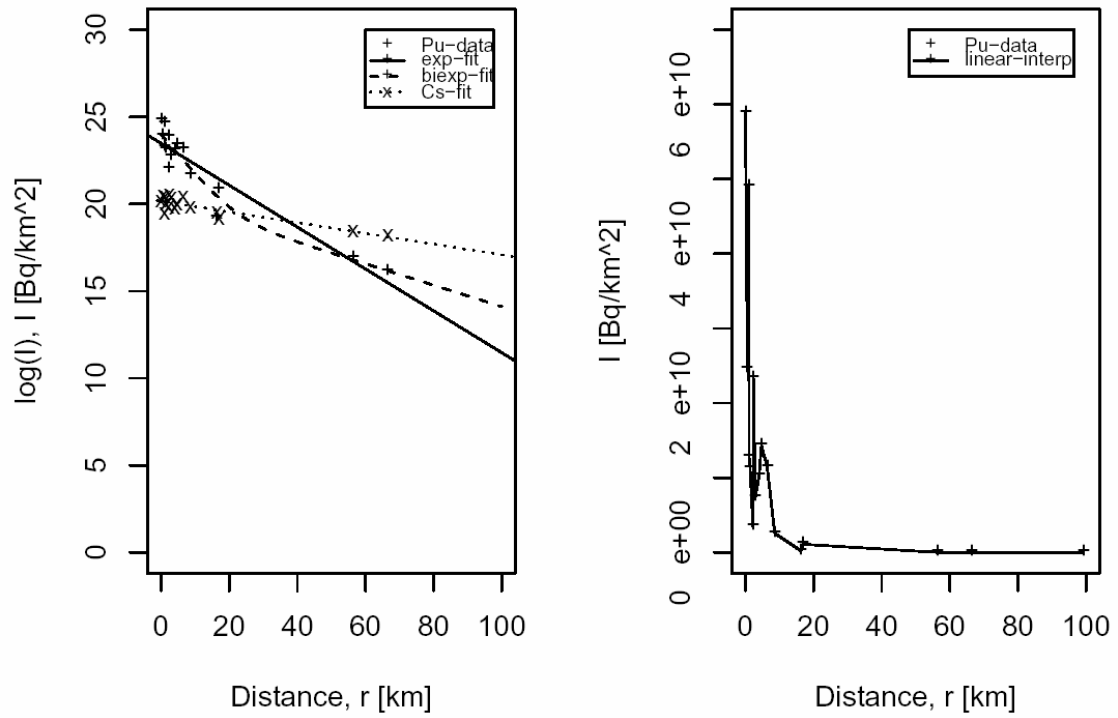 log(I), I [Bq/km^2]
30
25
20
15
10
5
0
Pu−data
exp−fit
biexp−fit
Cs−fit
0 20 40 60 80 100
Distance, r [km]
I [Bq/km^2]
0 e+00 2 e+10 4 e+10 6 e+10
Pu−data
linear−interp
0 20 40 60 80 100
Distance, r [km]